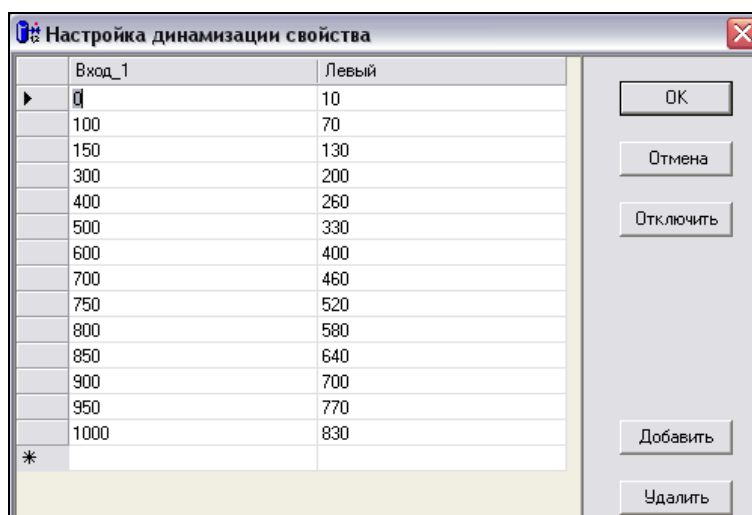 Настройка динамизации свойства
Вход_1 Левый
0 10
100 70
150 130
300 200
400 260
500 330
600 400
700 460
750 520
800 580
850 640
900 700
950 770
1000 830
OK
Отмена
Отключить
Добавить
Удалить